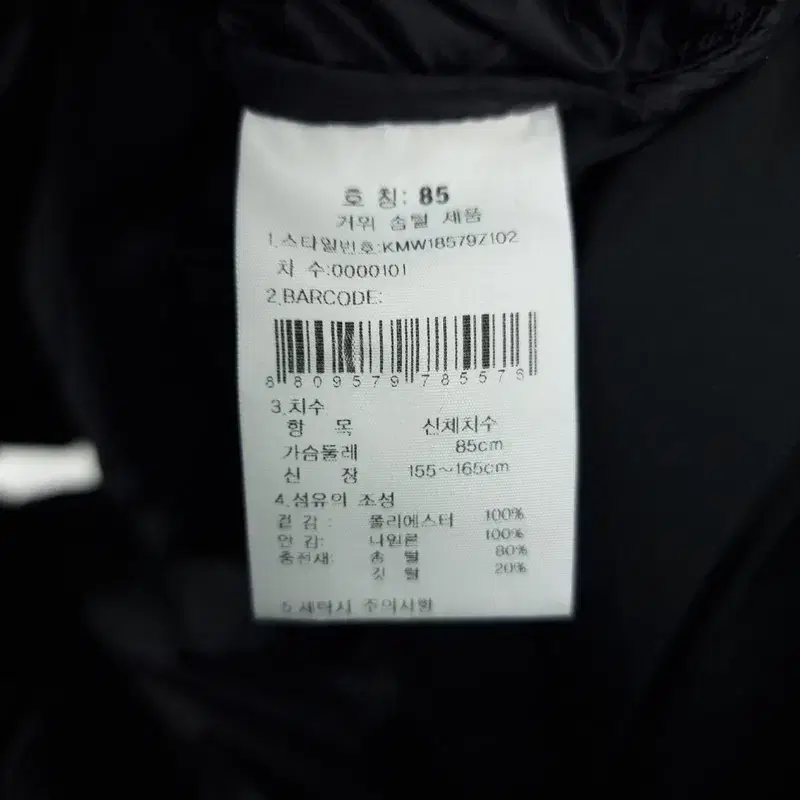 호 칭: 85
거위 솜털 제품
1.스타일번호:KMW18579Z102
차 수:0000101
2.BARCODE:
8 809579 785576
3.치수
항 목 신체치수
가슴둘레 85cm
신 장 155~165cm
4.섬유의 조성
겉 감 : 폴리에스터 100%
안 감: 나일론 100%
충전재: 솜 털 80%
깃 털 20%
5.세탁시 주의사항